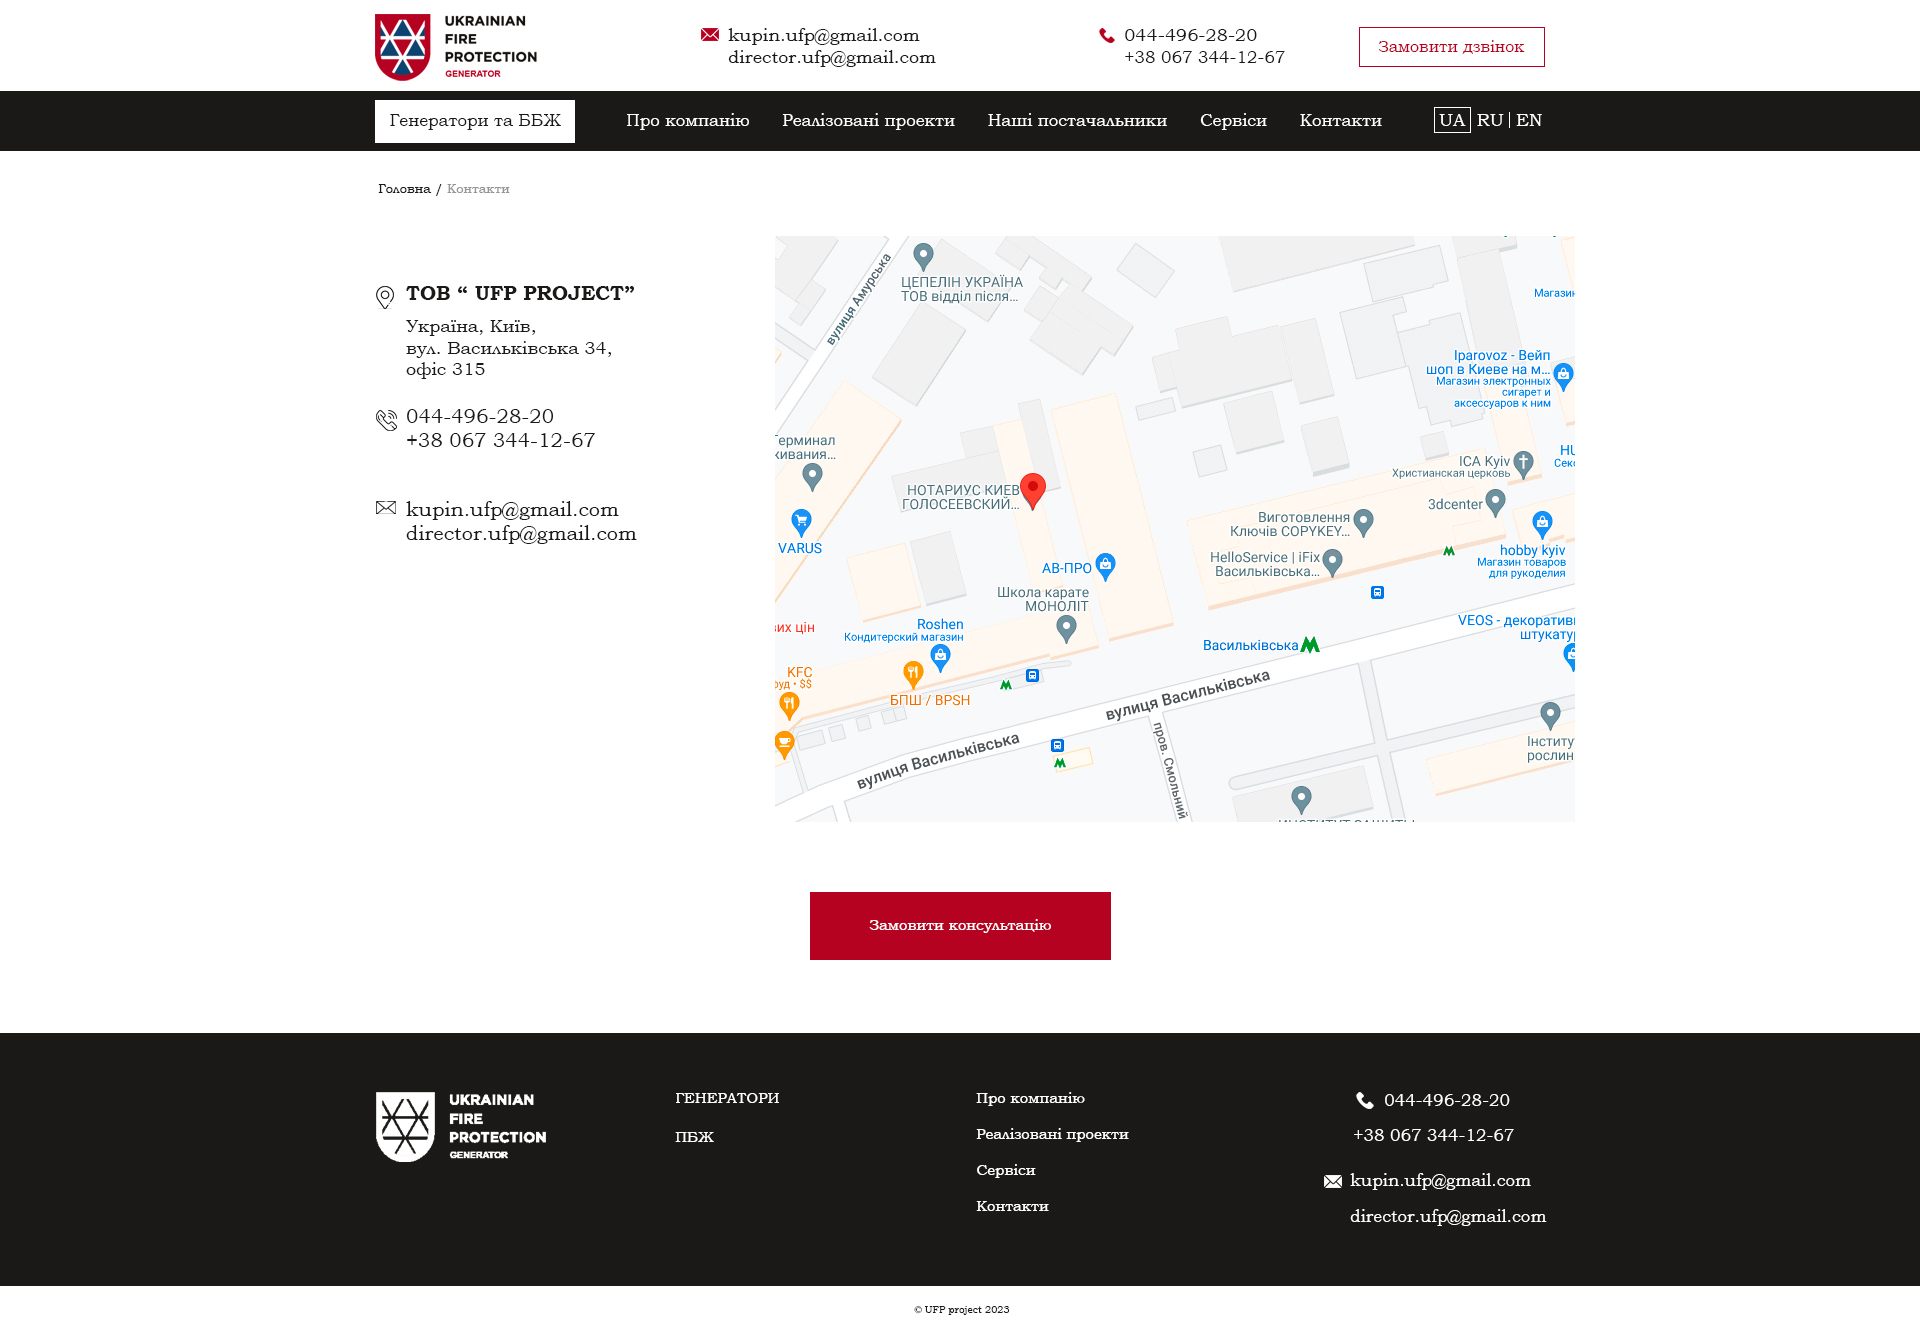 UKRAINIAN
FIRE
PROTECTION
GENERATOR
kupin.ufp@gmail.com
director.ufp@gmail.com
044-496-28-20
+38 067 344-12-67
Замовити дзвінок
Генератори та ББЖ
Про компанію
Реалізовані проекти
Наші постачальники
Сервіси
Контакти
UA RU | EN
Головна / Контакти
ТОВ “ UFP PROJECT”
Україна, Київ,
вул. Васильківська 34,
офіс 315
044-496-28-20
+38 067 344-12-67
kupin.ufp@gmail.com
director.ufp@gmail.com
вулиця Амурська
ЦЕПЕЛІН УКРАЇНА
ТОВ відділ після...
Магазин
Iparovoz - Вейп
шоп в Киеве на м...
Магазин электронных
сигарет и
аксессуаров к ним
Терминал
живания...
НОТАРИУС КИЕВ
ГОЛОСЕЕВСКИЙ...
ICA Kyiv
Христианская церковь
HU
Секо
3dcenter
Виготовлення
Ключів COPYKEY...
VARUS
HelloService | iFix
Васильківська...
hobby kyiv
Магазин товаров
для рукоделия
АВ-ПРО
Школа карате
МОНОЛІТ
вих цін
Roshen
Кондитерский магазин
VEOS - декоративн
штукатур
Васильківська
KFC
руд • $$
БПШ / BPSH
вулиця Васильківська
вулиця Васильківська
пров. Смольний
Інститу
рослин
ИНСТИТУТ ЗАЩИТЫ
Замовити консультацію
UKRAINIAN
FIRE
PROTECTION
GENERATOR
ГЕНЕРАТОРИ
ПБЖ
Про компанію
Реалізовані проекти
Сервіси
Контакти
044-496-28-20
+38 067 344-12-67
kupin.ufp@gmail.com
director.ufp@gmail.com
© UFP project 2023